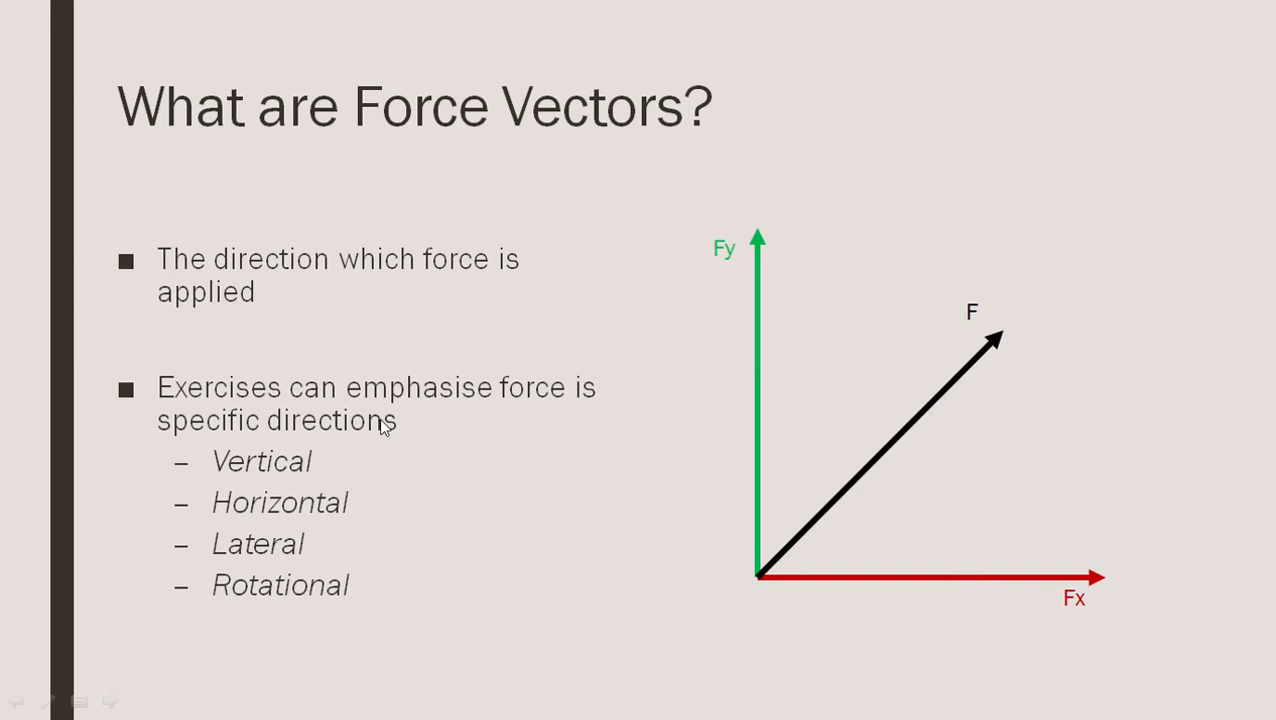 What are Force Vectors?
■ The direction which force is
applied
■ Exercises can emphasise force is
specific directions
– Vertical
– Horizontal
– Lateral
– Rotational
Fy
F
Fx